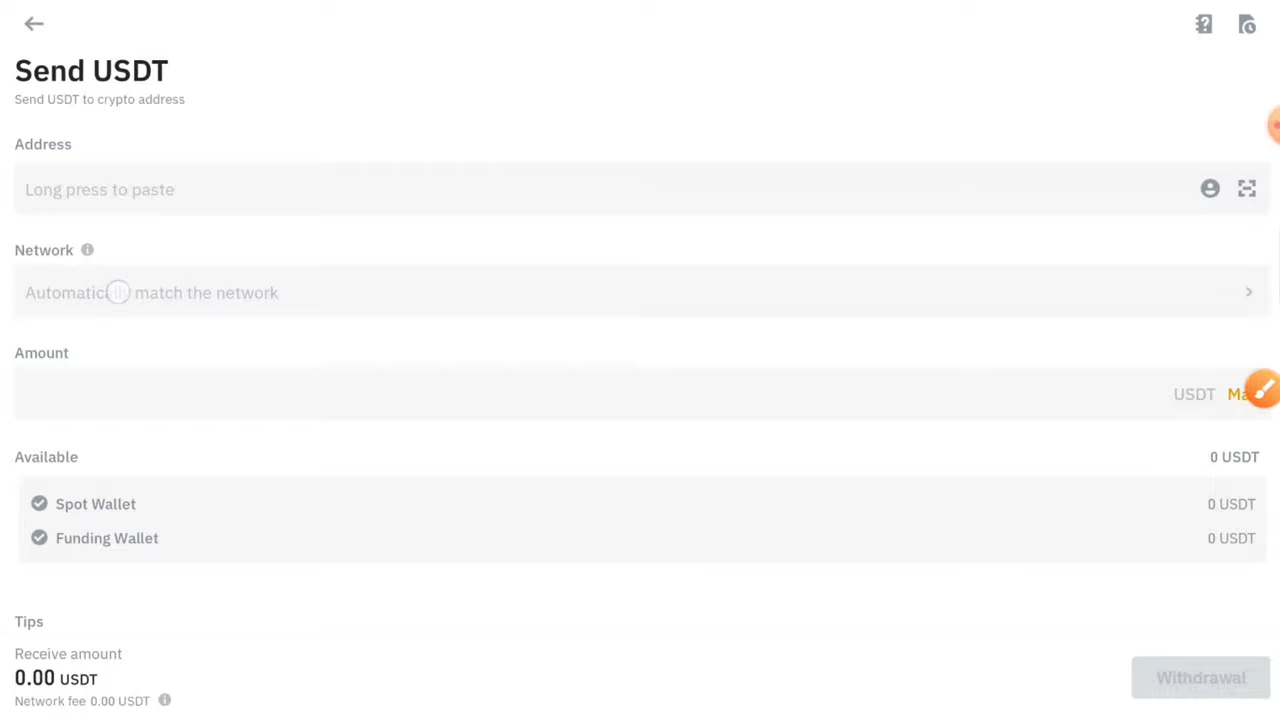 Send USDT
Send USDT to crypto address
Address
Long press to paste
Network
match the network
Amount
USDT
Available 0 USDT
Spot Wallet 0 USDT
Funding Wallet 0 USDT
Tips
Receive amount
0.00 USDT
Network fee 0.00 USDT
Withdrawal